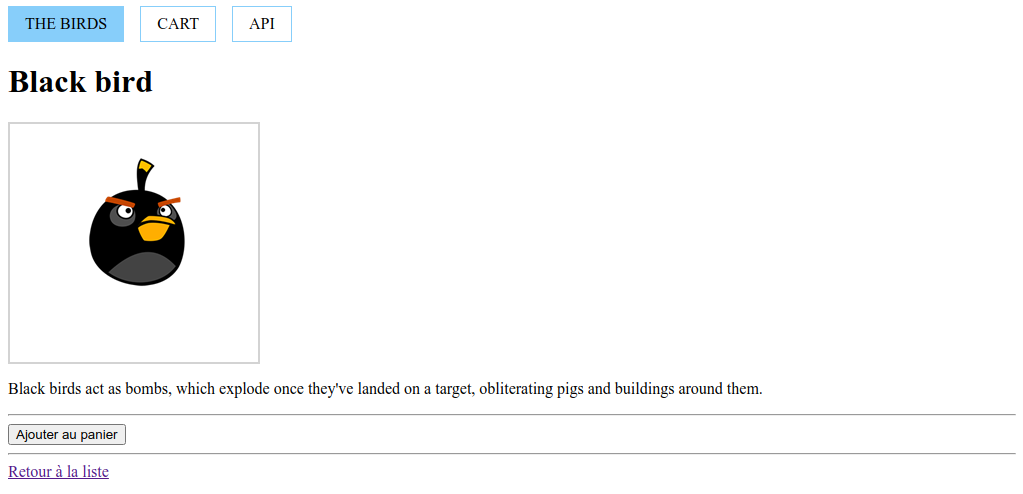 THE BIRDS CART API
Black bird
Black birds act as bombs, which explode once they've landed on a target, obliterating pigs and buildings around them.
Ajouter au panier
Retour à la liste